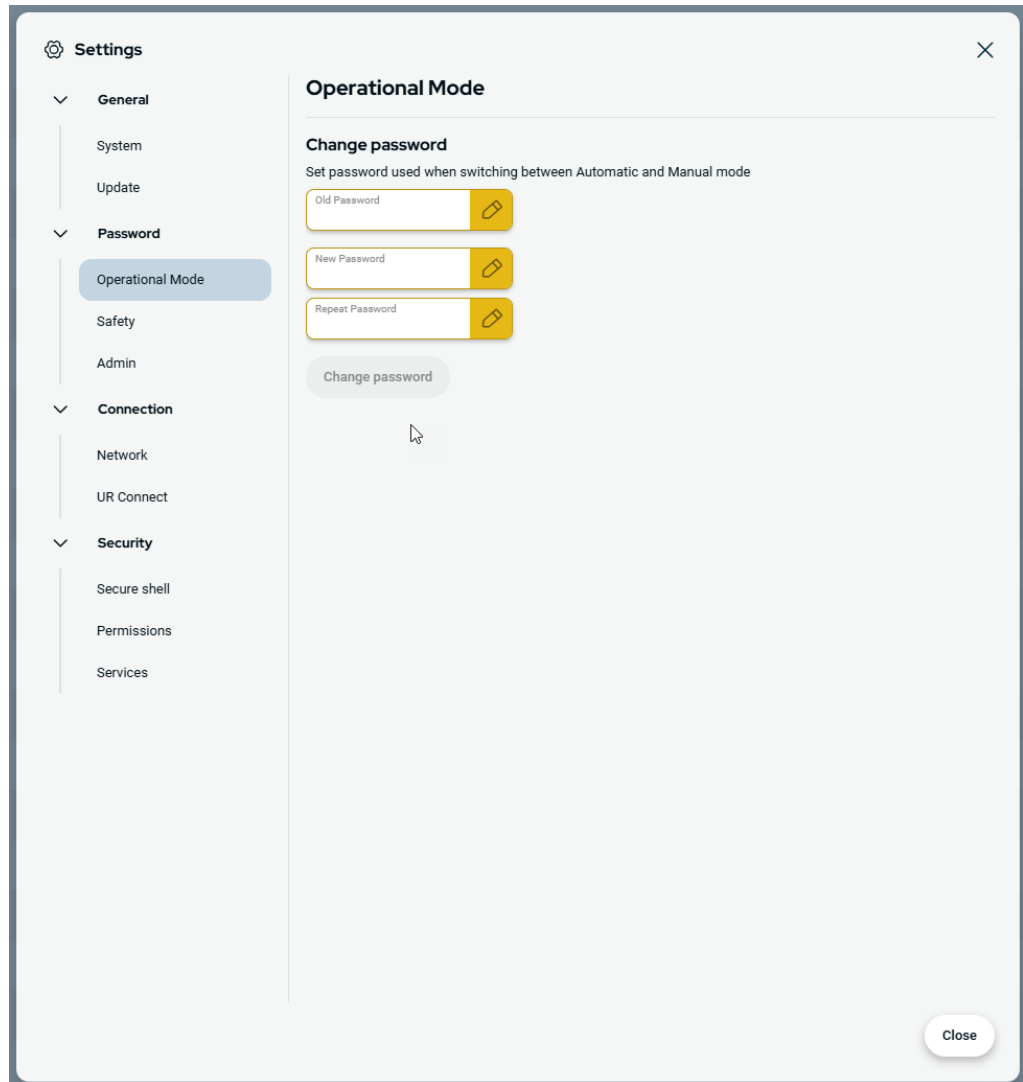 Settings
General
System
Update
Password
Operational Mode
Safety
Admin
Connection
Network
UR Connect
Security
Secure shell
Permissions
Services
Operational Mode
Change password
Set password used when switching between Automatic and Manual mode
Old Password
New Password
Repeat Password
Change password
Close